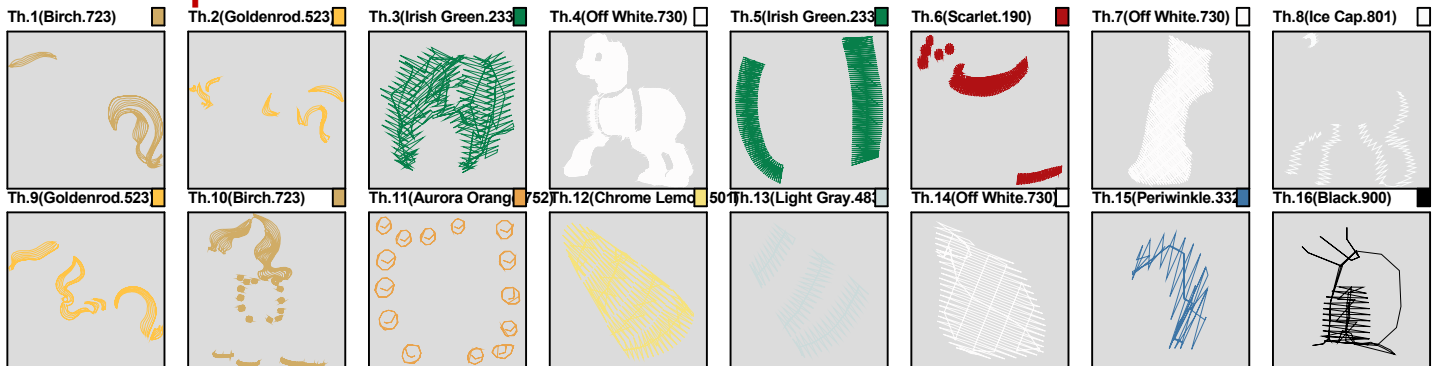 Th.1(Birch.723) Th.2(Goldenrod.523) Th.3(Irish Green.233 Th.4(Off White.730) Th.5(Irish Green.233 Th.6(Scarlet.190) Th.7(Off White.730) Th.8(Ice Cap.801)
Th.9(Goldenrod.523) Th.10(Birch.723) Th.11(Aurora Orang 752) Th.12(Chrome Lemo 501) Th.13(Light Gray.483 Th.14(Off White.730) Th.15(Periwinkle.332 Th.16(Black.900)